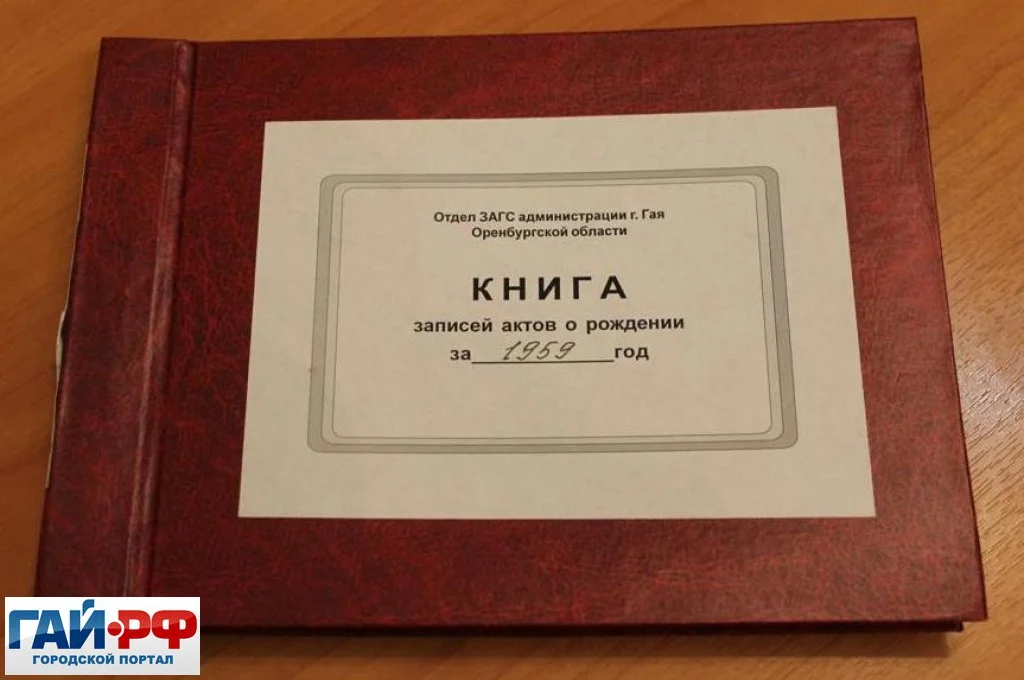 Отдел ЗАГС администрации г. Гая
Оренбургской области
КНИГА
записей актов о рождении
за 1959 год
ГАЙ•РФ
ГОРОДСКОЙ ПОРТАЛ